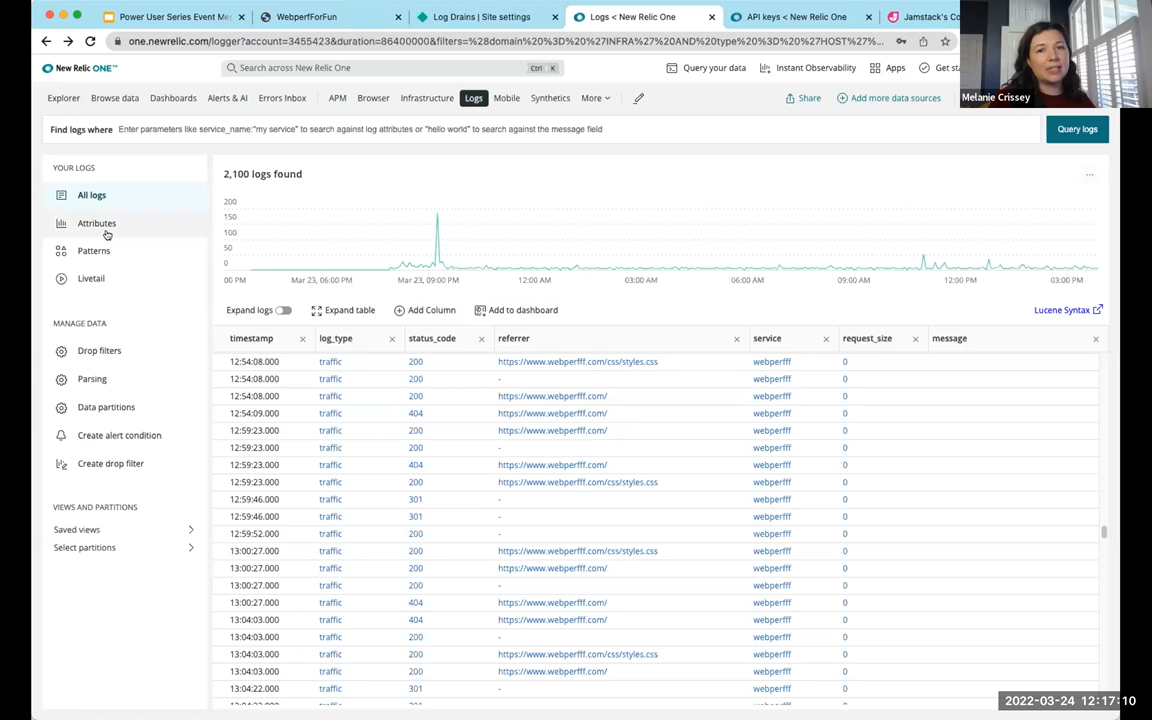 Power User Series Event Me
WebpertForFun
Log Drains | Site settings
Logs < New Relic One
API keys < New Relic One
Jamstack's Co
one.newrelic.com/logger?account=3455423&duration=86400000&filters=%28domain%20%3D%20%27INFRA%27%20AND%20type%20%3D%20%27HOST%27%...
New Relic ONE™
Search across New Relic One
Ctrl K
Query your data
Instant Observability
Apps
Get sta
Melanie Crissey
Explorer Browse data Dashboards Alerts & AI Errors Inbox APM Browser Infrastructure Logs Mobile Synthetics More
Share
Add more data sources
Find logs where Enter parameters like service_name:"my service" to search against log attributes or "hello world" to search against the message field
Query logs
YOUR LOGS
All logs
Attributes
Patterns
Livetail
MANAGE DATA
Drop filters
Parsing
Data partitions
Create alert condition
Create drop filter
VIEWS AND PARTITIONS
Saved views
Select partitions
2,100 logs found
...
200
150
100
50
0
00 PM Mar 23, 06:00 PM Mar 23, 09:00 PM 12:00 AM 03:00 AM 06:00 AM 09:00 AM 12:00 PM 03:00 PM
Expand logs Expand table Add Column Add to dashboard Lucene Syntax
timestamp log_type status_code referrer service request_size message
12:54:08.000 traffic 200 https://www.webperfff.com/css/styles.css webperfff 0
12:54:08.000 traffic 200 - webperfff 0
12:54:08.000 traffic 200 https://www.webperfff.com/ webperfff 0
12:54:09.000 traffic 404 https://www.webperfff.com/ webperfff 0
12:59:23.000 traffic 200 https://www.webperfff.com/ webperfff 0
12:59:23.000 traffic 200 - webperfff 0
12:59:23.000 traffic 404 https://www.webperfff.com/ webperfff 0
12:59:23.000 traffic 200 https://www.webperfff.com/css/styles.css webperfff 0
12:59:46.000 traffic 301 - webperfff 0
12:59:46.000 traffic 301 - webperfff 0
12:59:52.000 traffic 200 - webperfff 0
13:00:27.000 traffic 200 https://www.webperfff.com/css/styles.css webperfff 0
13:00:27.000 traffic 200 https://www.webperfff.com/ webperfff 0
13:00:27.000 traffic 200 - webperfff 0
13:00:27.000 traffic 404 https://www.webperfff.com/ webperfff 0
13:04:03.000 traffic 404 https://www.webperfff.com/ webperfff 0
13:04:03.000 traffic 200 - webperfff 0
13:04:03.000 traffic 200 https://www.webperfff.com/css/styles.css webperfff 0
13:04:03.000 traffic 200 https://www.webperfff.com/ webperfff 0
13:04:22.000 traffic 301 - webperfff 0
2022-03-24 12:17:10